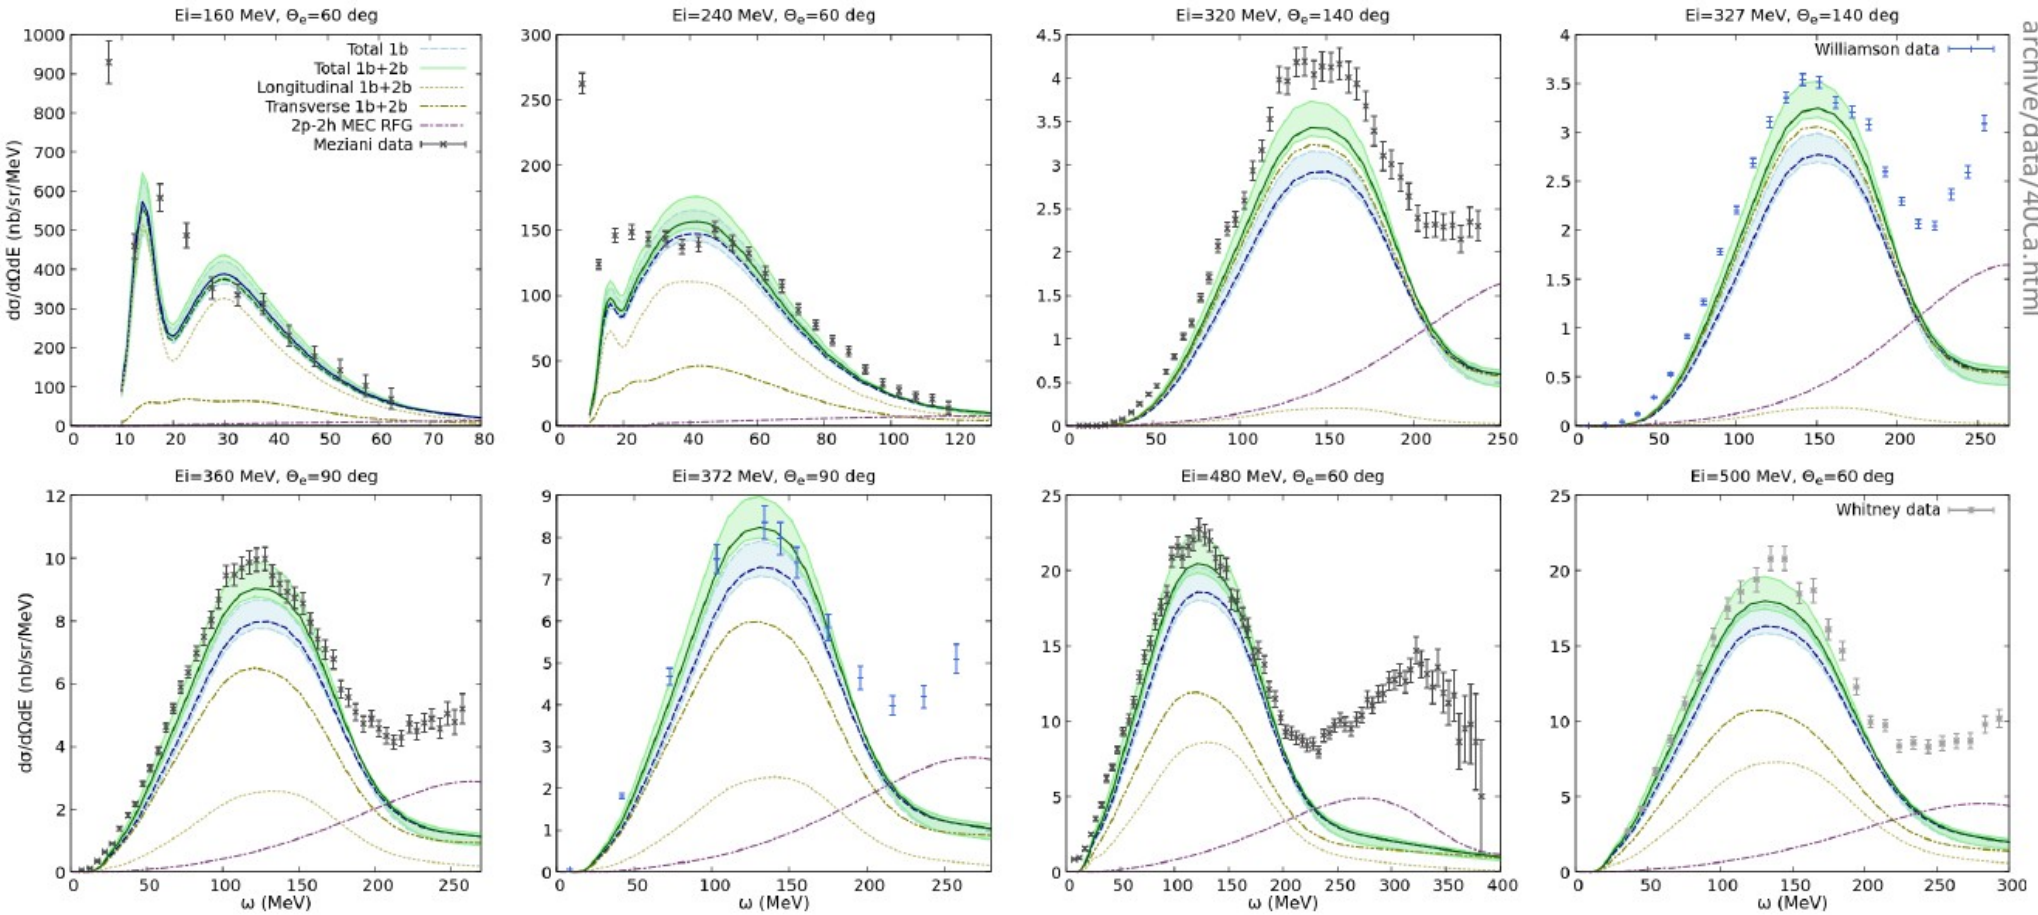 Ei=160 MeV, Θe=60 deg
Ei=240 MeV, Θe=60 deg
Ei=320 MeV, Θe=140 deg
Ei=327 MeV, Θe=140 deg
archive/data/40Ca.html
dσ/dΩdE (nb/sr/MeV)
1000
900
800
700
600
500
400
300
200
100
0
Total 1b
Total 1b+2b
Longitudinal 1b+2b
Transverse 1b+2b
2p-2h MEC RFG
Meziani data
0 10 20 30 40 50 60 70 80
300
250
200
150
100
50
0
0 20 40 60 80 100 120
4.5
4
3.5
3
2.5
2
1.5
1
0.5
0
0 50 100 150 200 250
4
3.5
3
2.5
2
1.5
1
0.5
0
Williamson data
0 50 100 150 200 250
Ei=360 MeV, Θe=90 deg
Ei=372 MeV, Θe=90 deg
Ei=480 MeV, Θe=60 deg
Ei=500 MeV, Θe=60 deg
dσ/dΩdE (nb/sr/MeV)
12
10
8
6
4
2
0
0 50 100 150 200 250
ω (MeV)
9
8
7
6
5
4
3
2
1
0
0 50 100 150 200 250
ω (MeV)
25
20
15
10
5
0
0 50 100 150 200 250 300 350 400
ω (MeV)
25
20
15
10
5
0
Whitney data
0 50 100 150 200 250 300
ω (MeV)